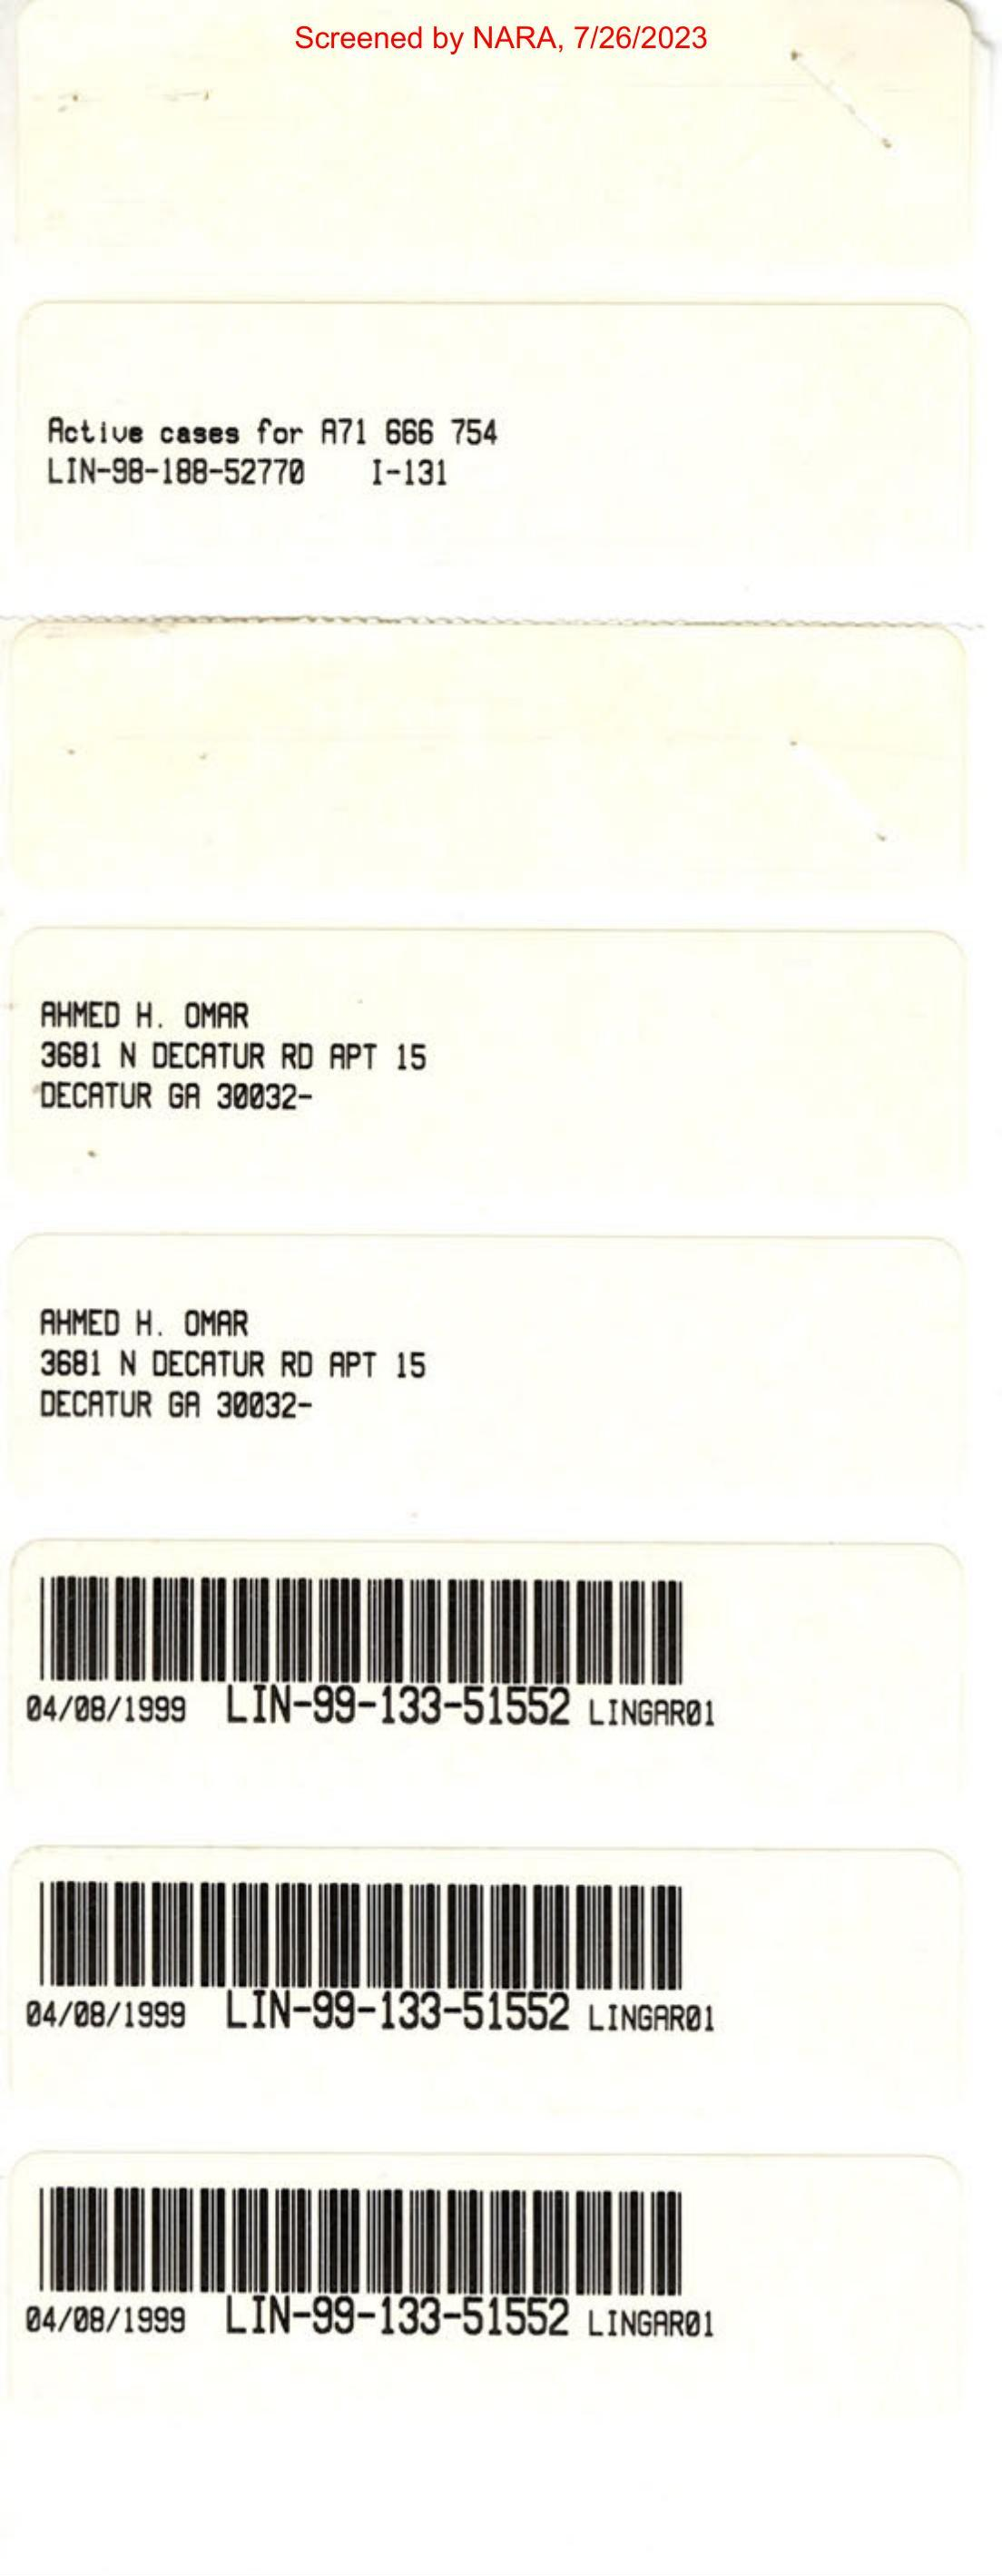 Screened by NARA, 7/26/2023
Active cases for A71 666 754
LIN-98-188-52770 I-131
AHMED H. OMAR
3681 N DECATUR RD APT 15
DECATUR GA 30032-
AHMED H. OMAR
3681 N DECATUR RD APT 15
DECATUR GA 30032-
04/08/1999 LIN-99-133-51552 LINGAR01
04/08/1999 LIN-99-133-51552 LINGAR01
04/08/1999 LIN-99-133-51552 LINGAR01